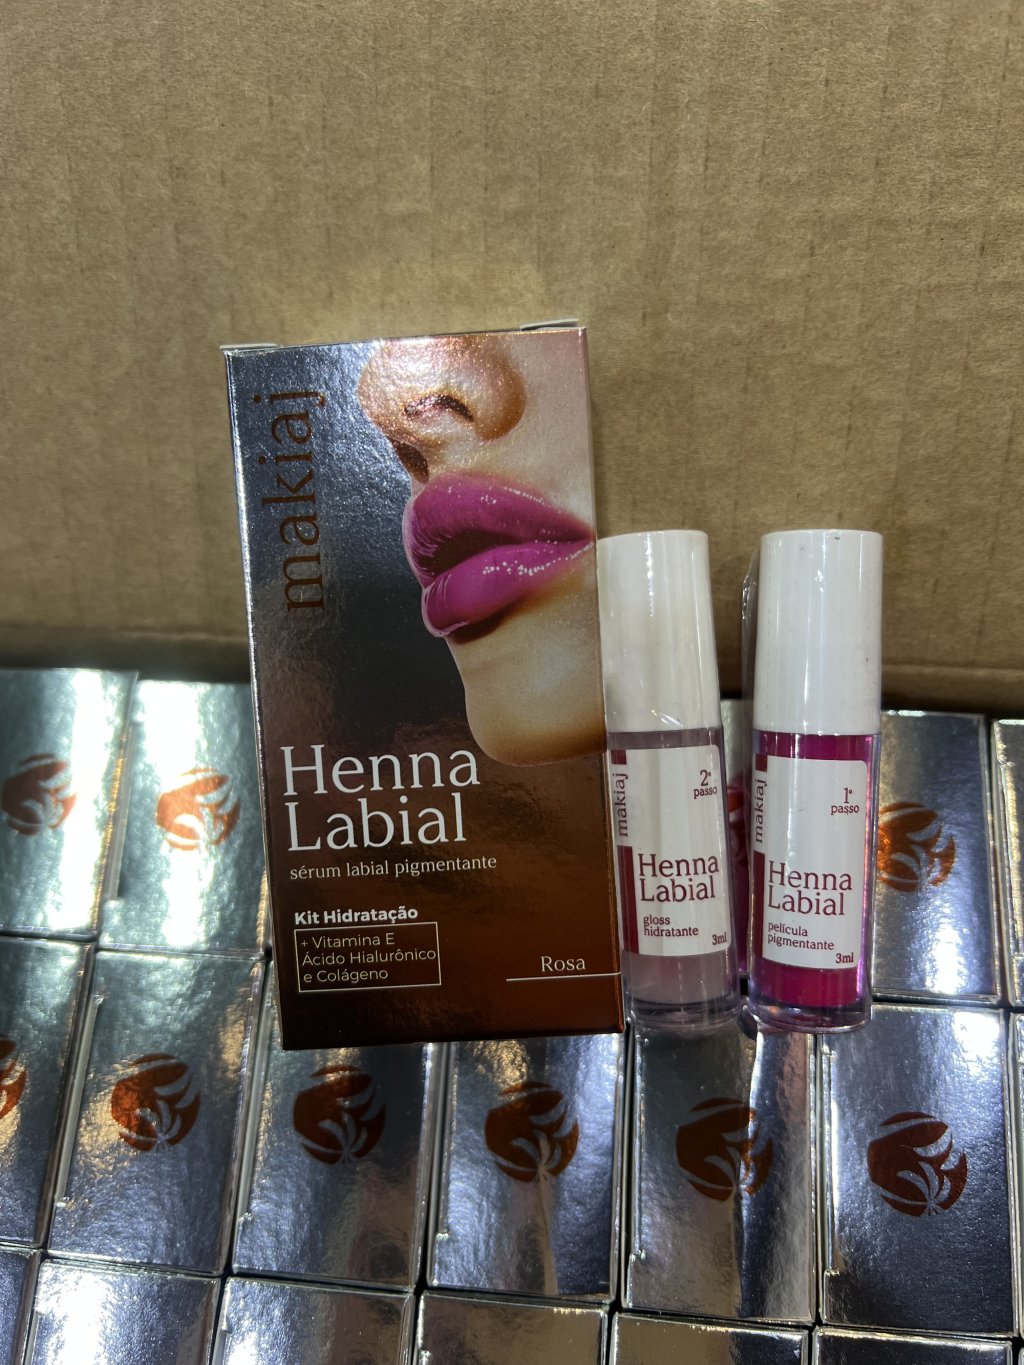 makiaj
Henna
Labial
sérum labial pigmentante
Kit Hidratação
+ Vitamina E
Ácido Hialurônico
e Colágeno
Rosa
makiaj
2º
passo
Henna
Labial
gloss
hidratante
3ml
makiaj
1º
passo
Henna
Labial
película
pigmentante
3ml